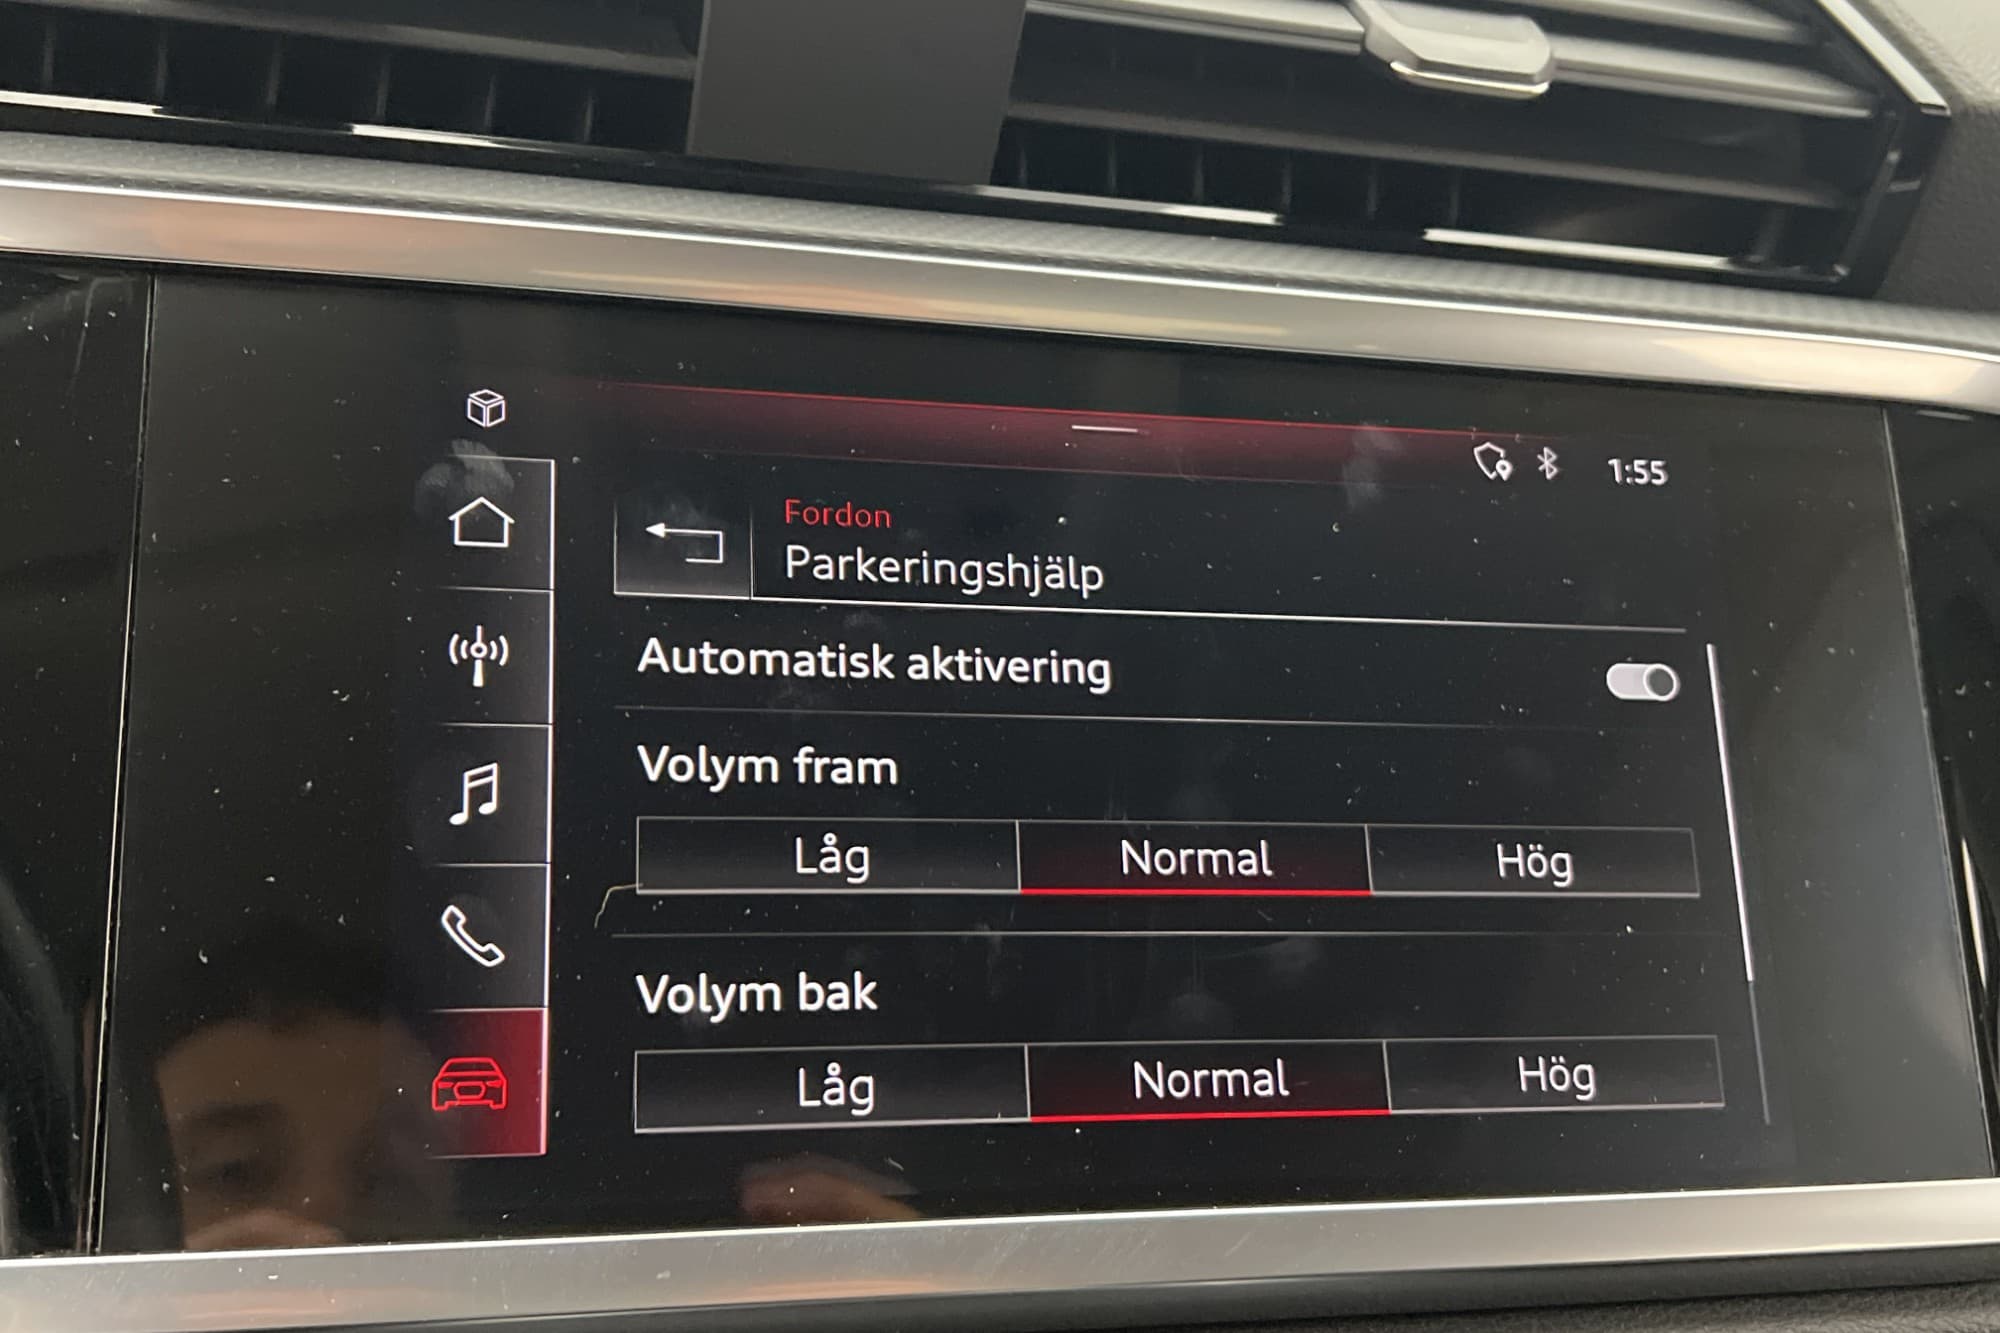 1:55
Fordon
Parkeringshjälp
Automatisk aktivering
Volym fram
Låg Normal Hög
Volym bak
Låg Normal Hög